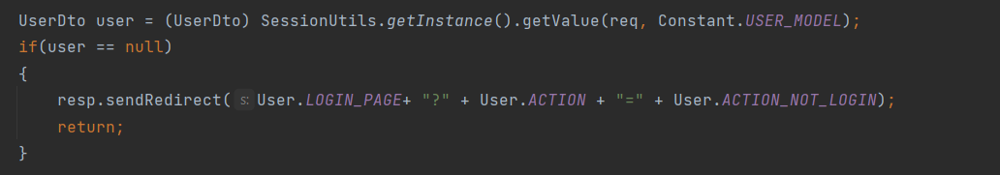 UserDto user = (UserDto) SessionUtils.getInstance().getValue(req, Constant.USER_MODEL);
if(user == null)
{
resp.sendRedirect( s: User.LOGIN_PAGE+ "?" + User.ACTION + "=" + User.ACTION_NOT_LOGIN);
return;
}